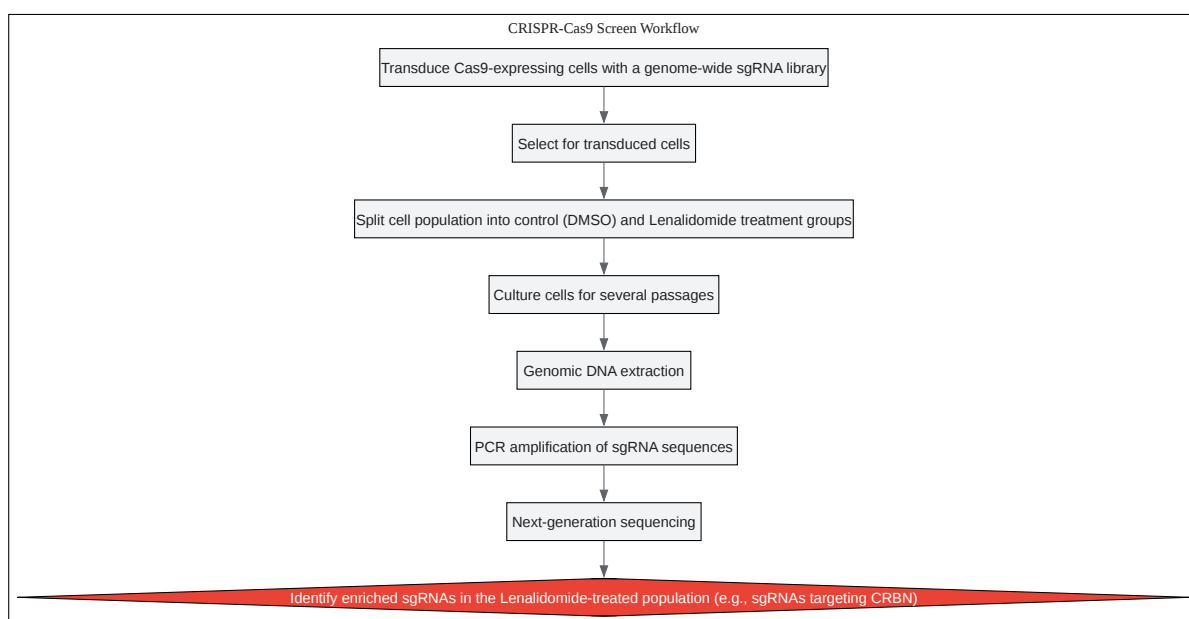 CRISPR-Cas9 Screen Workflow
Transduce Cas9-expressing cells with a genome-wide sgRNA library
Select for transduced cells
Split cell population into control (DMSO) and Lenalidomide treatment groups
Culture cells for several passages
Genomic DNA extraction
PCR amplification of sgRNA sequences
Next-generation sequencing
Identify enriched sgRNAs in the Lenalidomide-treated population (e.g., sgRNAs targeting CRBN)